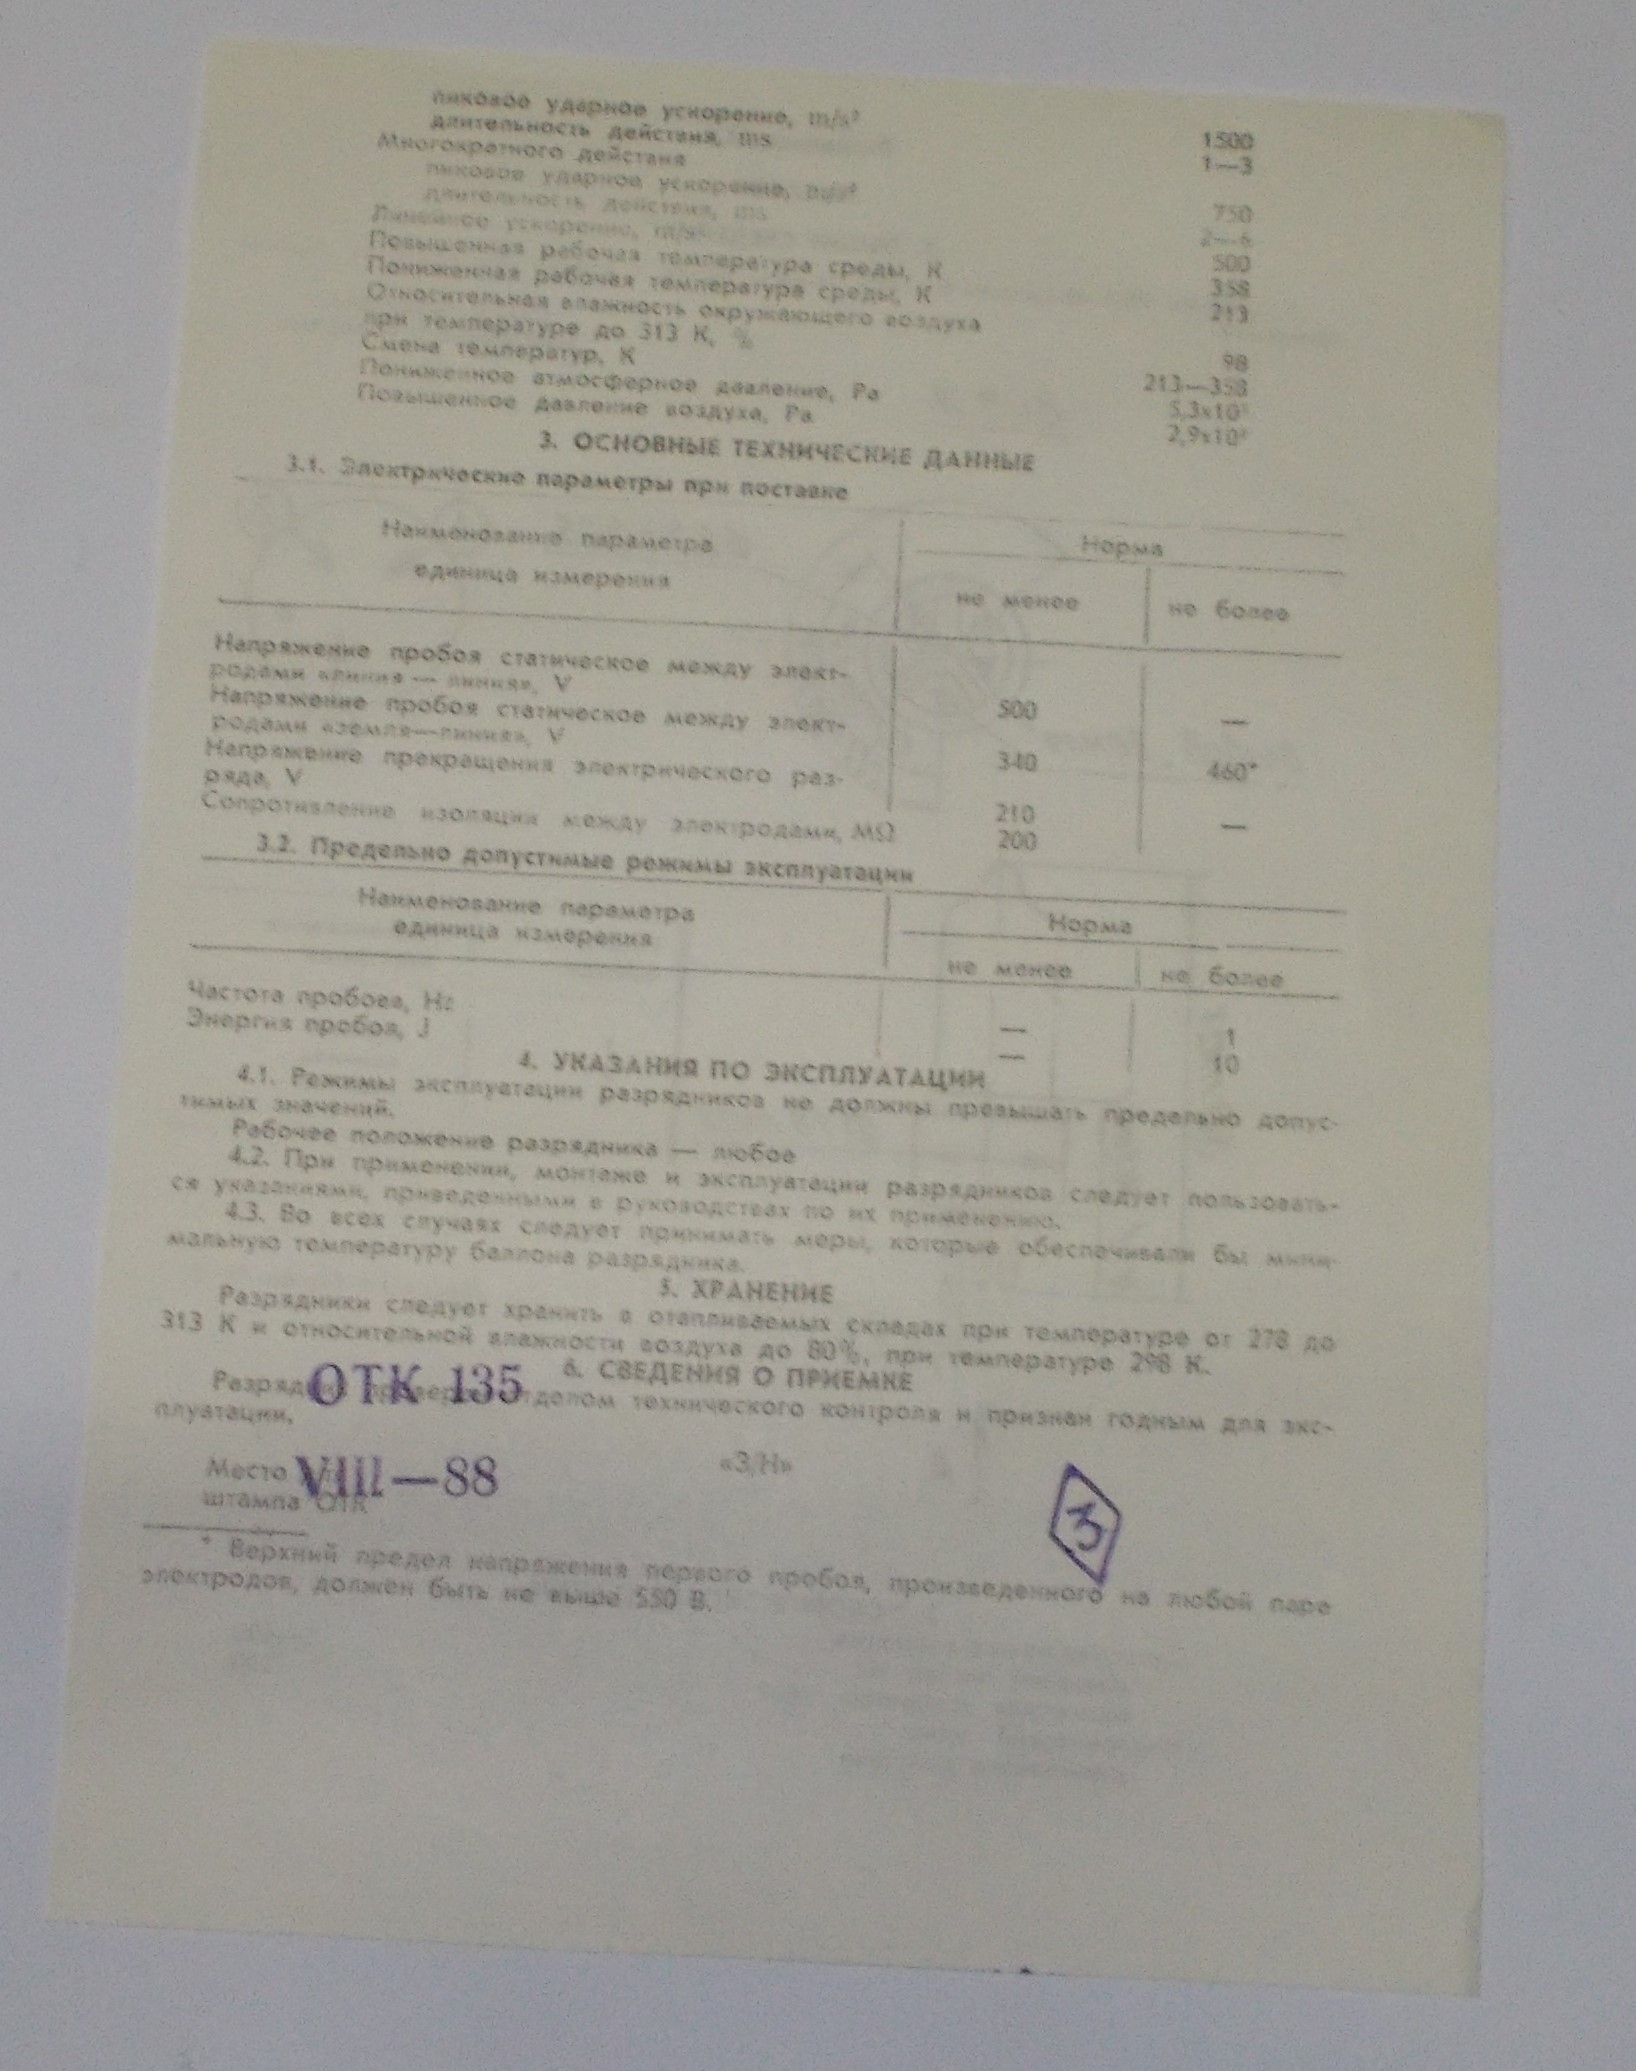 пиковое ударное ускорение, m/s² 1500
длительность действия, ms 1—3
Многократного действия
пиковое ударное ускорение, m/s² 750
длительность действия, ms 2—6
Линейное ускорение, m/s² 500
Повышенная рабочая температура среды, К 358
Пониженная рабочая температура среды, К 213
Относительная влажность окружающего воздуха
при температуре до 313 К, % 98
Смена температур, К 213—358
Пониженное атмосферное давление, Ра
Повышенное давление воздуха, Ра
3. ОСНОВНЫЕ ТЕХНИЧЕСКИЕ ДАННЫЕ
3.1. Электрические параметры при поставке
Наименование параметра Норма
единица измерения не менее не более
Напряжение пробоя статическое между элект-
родами «линия — линия», V 500 —
Напряжение пробоя статическое между элект-
родами «земля—линия», V 340 460*
Напряжение прекращения электрического раз-
ряда, V 210 —
Сопротивление изоляции между электродами, MΩ 200
3.2. Предельно допустимые режимы эксплуатации
Наименование параметра Норма
единица измерения не менее не более
Частота пробоев, Hz — 1
Энергия пробоя, J — 10
4. УКАЗАНИЯ ПО ЭКСПЛУАТАЦИИ
4.1. Режимы эксплуатации разрядников не должны превышать предельно допус-
тимых значений.
Рабочее положение разрядника — любое
4.2. При применении, монтаже и эксплуатации разрядников следует пользовать-
ся указаниями, приведенными в руководствах по их применению.
4.3. Во всех случаях следует принимать меры, которые обеспечивали бы мини-
мальную температуру баллона разрядника.
5. ХРАНЕНИЕ
Разрядники следует хранить в отапливаемых складах при температуре от 278 до
313 К и относительной влажности воздуха до 80%, при температуре 298 К.
6. СВЕДЕНИЯ О ПРИЕМКЕ
ОТК 135
Разрядник проверен отделом технического контроля и признан годным для экс-
плуатации.
Место «З/Н»
VIII—88
штампа ОТК
3
* Верхний предел напряжения первого пробоя, произведенного на любой паре
электродов, должен быть не выше 550 В.